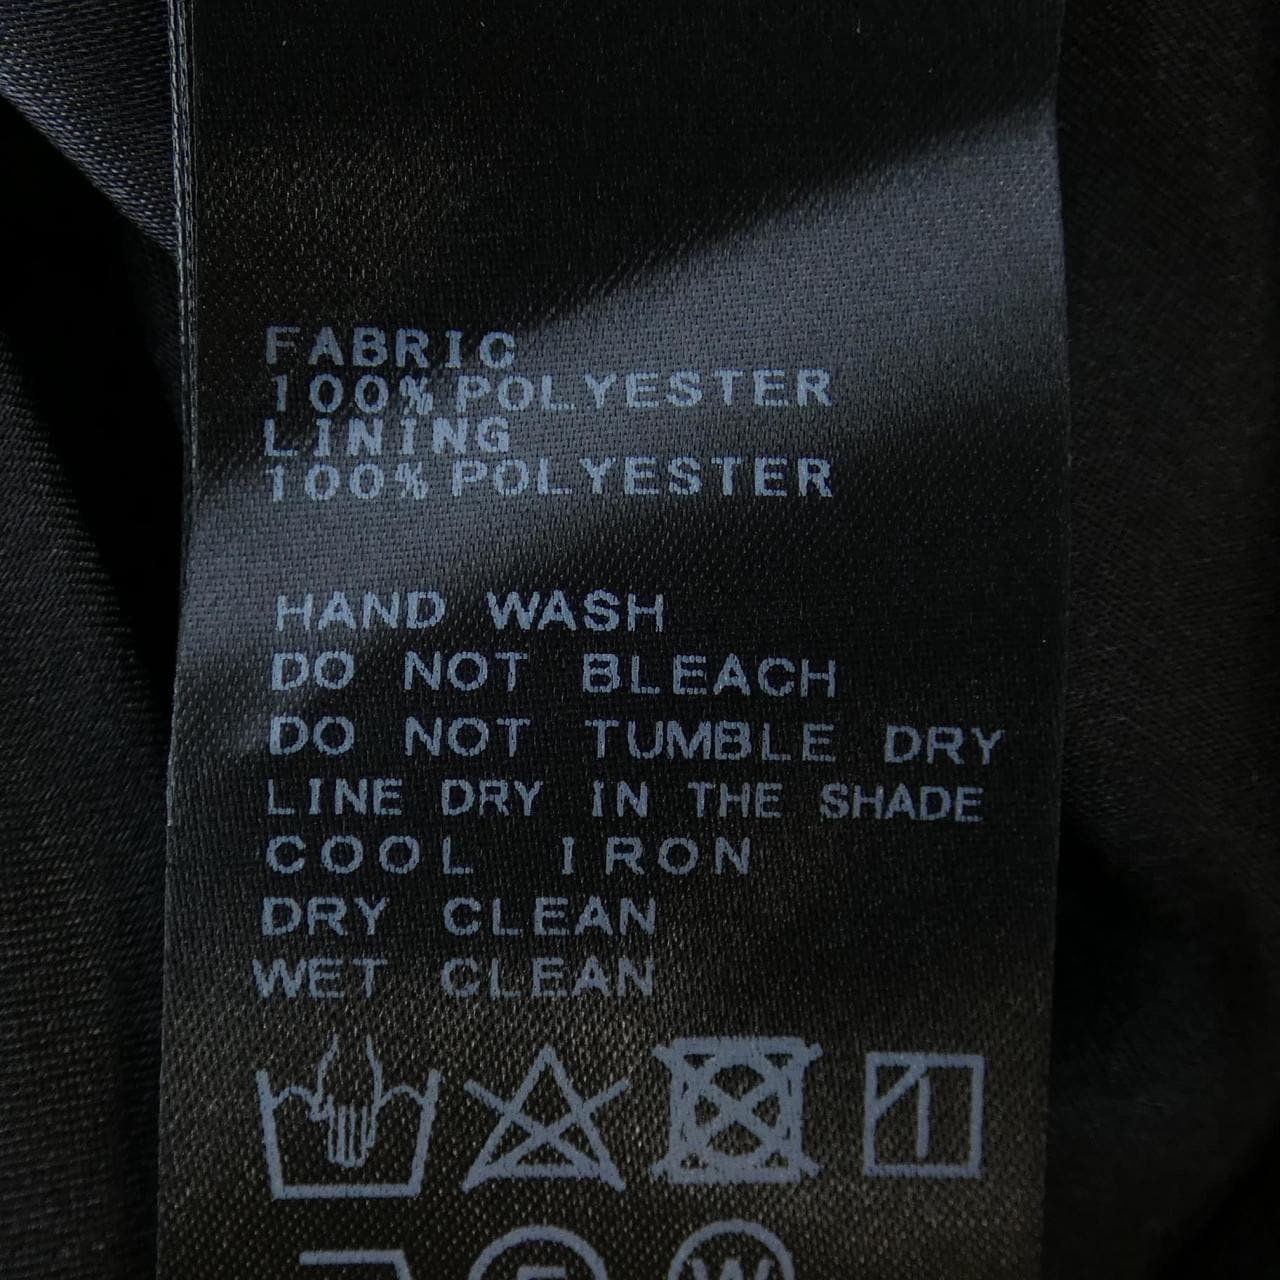 FABRIC
100% POLYESTER
LINING
100% POLYESTER
HAND WASH
DO NOT BLEACH
DO NOT TUMBLE DRY
LINE DRY IN THE SHADE
COOL IRON
DRY CLEAN
WET CLEAN
W